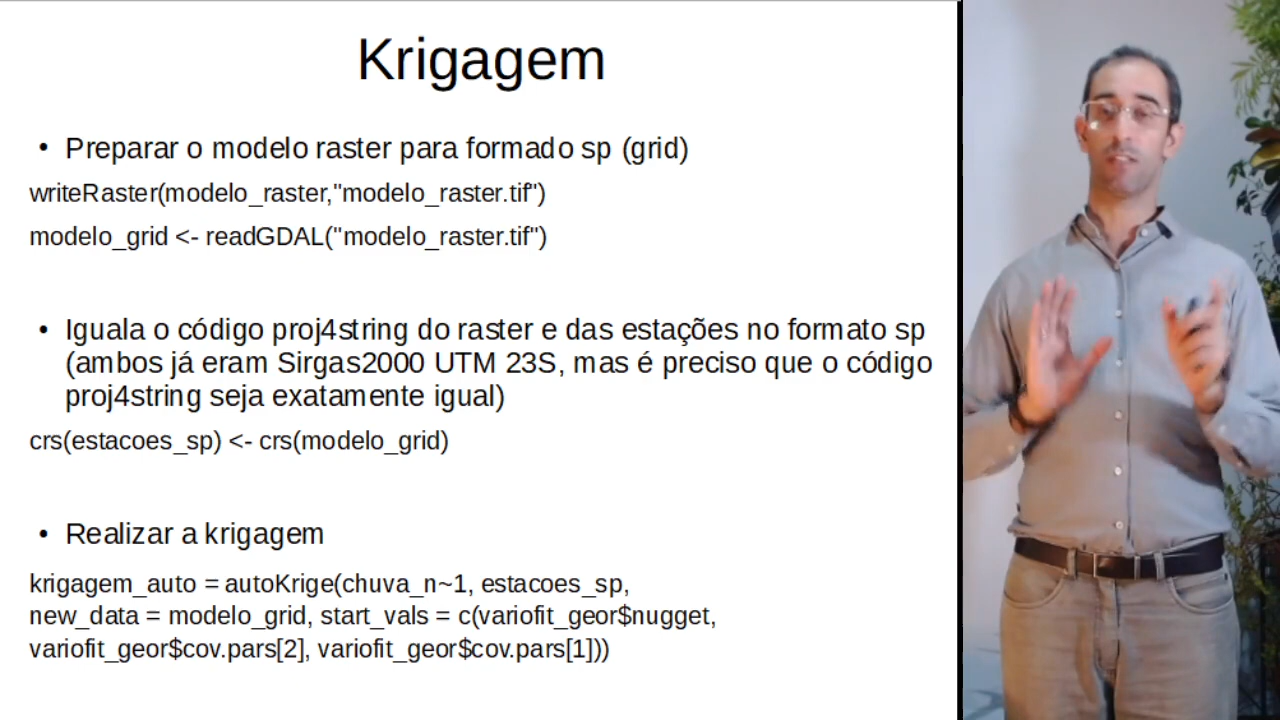 Krigagem
• Preparar o modelo raster para formado sp (grid)
writeRaster(modelo_raster,"modelo_raster.tif")
modelo_grid <- readGDAL("modelo_raster.tif")
• Iguala o código proj4string do raster e das estações no formato sp
(ambos já eram Sirgas2000 UTM 23S, mas é preciso que o código
proj4string seja exatamente igual)
crs(estacoes_sp) <- crs(modelo_grid)
• Realizar a krigagem
krigagem_auto = autoKrige(chuva_n~1, estacoes_sp,
new_data = modelo_grid, start_vals = c(variofit_geor$nugget,
variofit_geor$cov.pars[2], variofit_geor$cov.pars[1]))